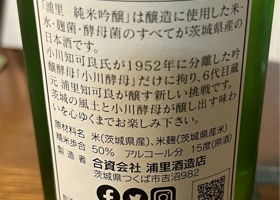 「浦里 純米吟醸」は醸造に使用した米・
水・麹菌・酵母菌のすべてが茨城県産の
日本酒です。
小川知可良氏が1952年に分離した吟
醸酵母「小川酵母」だけに拘り、6代目蔵
元 浦里知可良が醸す新しい挑戦です。
茨城の風土と小川酵母が醸し出す味わ
いを心ゆくまでお楽しみ下さい。
原材料名 米(茨城県産)、米麹(茨城県産米)
精米歩合 50% アルコール分 15度(原酒)
製造者 合資会社 浦里酒造店
茨城県つくば市吉沼982